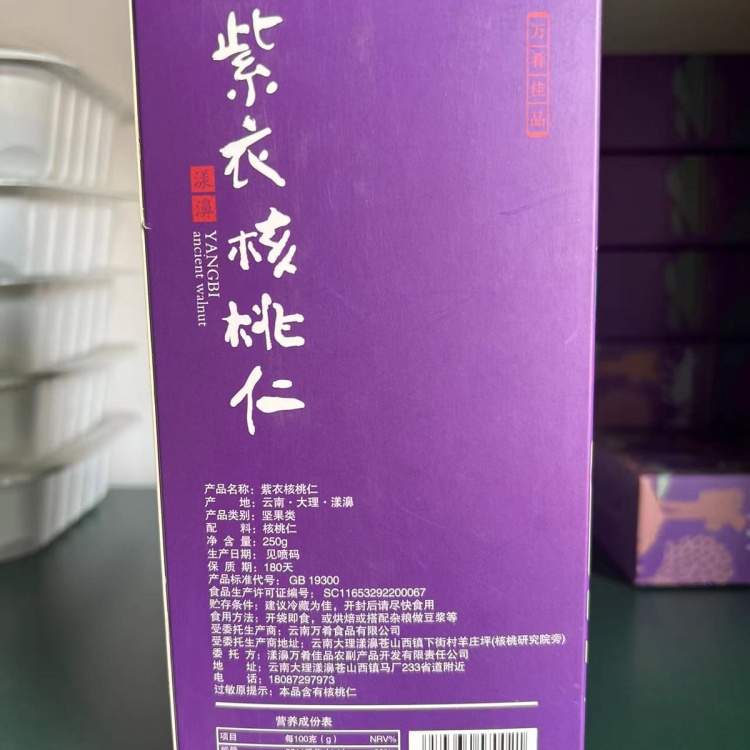 紫衣核桃仁
漾濞
YANGBI
ancient walnut
万肴佳品
产品名称：紫衣核桃仁
产 地：云南·大理·漾濞
产品类别：坚果类
配 料：核桃仁
净 含 量：250g
生产日期：见喷码
保 质 期：180天
产品标准代号：GB 19300
食品生产许可证编号：SC11653292200067
贮存条件：建议冷藏为佳，开封后请尽快食用
食用方法：开袋即食，或烘焙或搭配杂粮做豆浆等
受委托生产商：云南万肴食品有限公司
受委托生产商地址：云南大理漾濞苍山西镇下街村羊庄坪(核桃研究院旁)
委 托 方：漾濞万肴佳品农副产品开发有限责任公司
地 址：云南大理漾濞苍山西镇马厂233省道附近
电 话：18087297973
过敏原提示：本品含有核桃仁
营养成份表
项目 每100克（g） NRV%